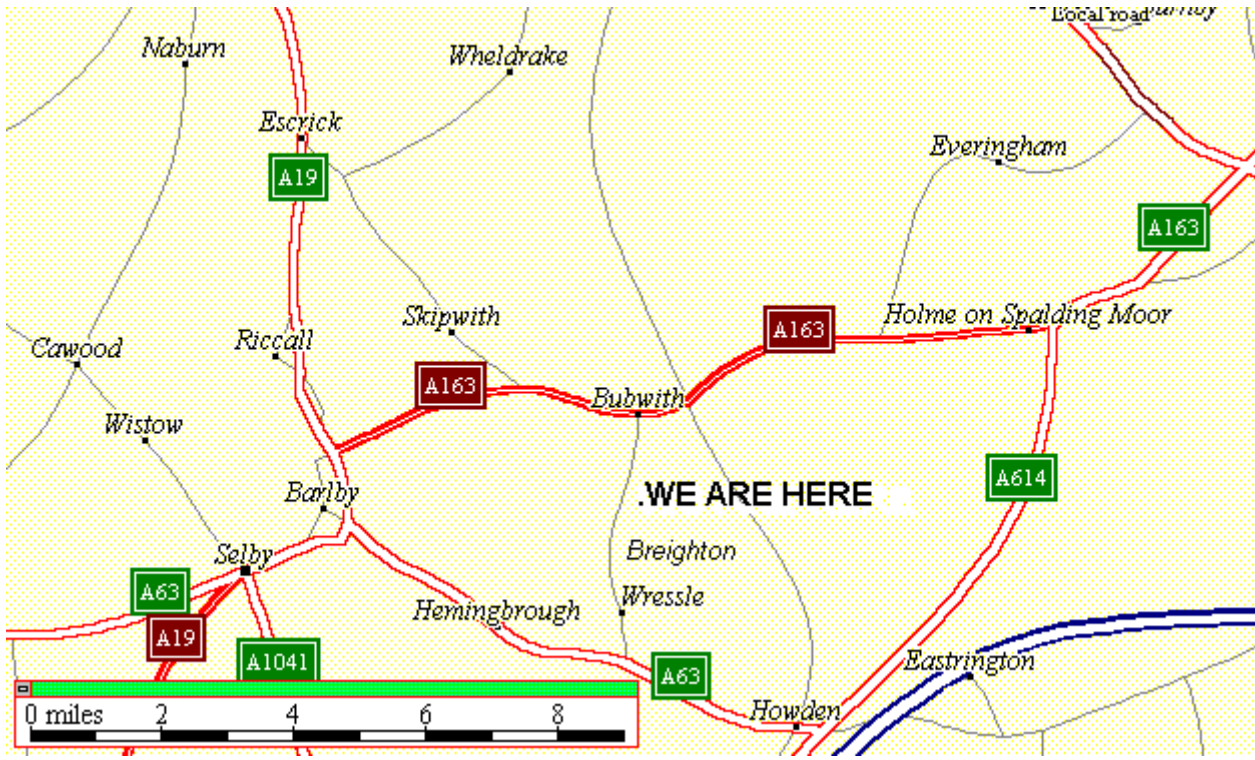 Local road
Naburn
Wheldrake
Escrick
Everingham
A19
A163
Holme on Spalding Moor
Skipwith
A163
Riccall
Cawood
A163
Bubwith
Wistow
A614
Barlby
.WE ARE HERE
Breighton
Selby
A63
Wressle
Hemingbrough
A19
A1041
Eastrington
A63
Howden
0 miles 2 4 6 8